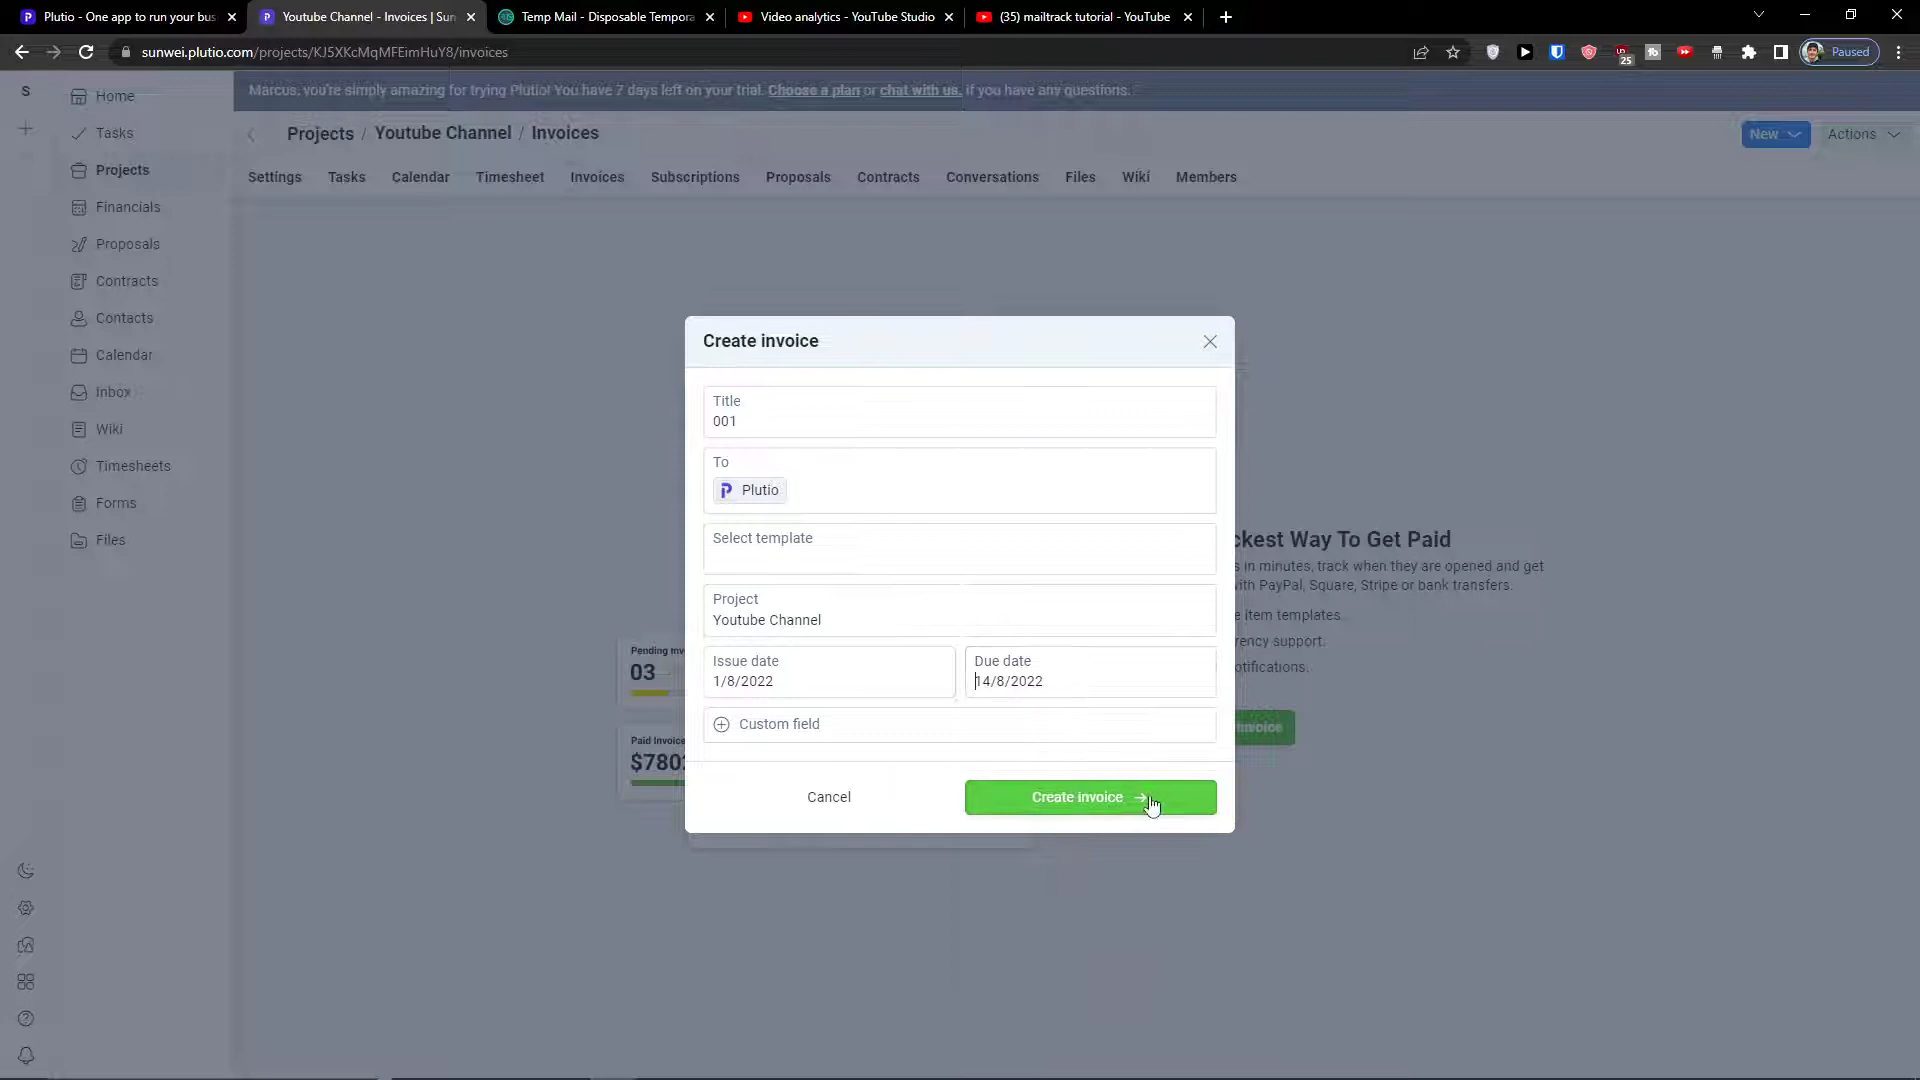 Plutio - One app to run your bus
Youtube Channel - Invoices | Sun
Temp Mail - Disposable Tempora
Video analytics - YouTube Studio
(35) mailtrack tutorial - YouTube
sunwei.plutio.com/projects/KJ5XKcMqMFEimHuY8/invoices
25
Paused
S
Marcus, you're simply amazing for trying Plutio! You have 7 days left on your trial. Choose a plan or chat with us, if you have any questions.
Home
Tasks
Projects
Financials
Proposals
Contracts
Contacts
Calendar
Inbox
Wiki
Timesheets
Forms
Files
Projects / Youtube Channel / Invoices
New
Actions
Settings
Tasks
Calendar
Timesheet
Invoices
Subscriptions
Proposals
Contracts
Conversations
Files
Wiki
Members
Create invoice
Title
001
To
Plutio
Select template
Project
Youtube Channel
Issue date
1/8/2022
Due date
14/8/2022
Custom field
Cancel
Create invoice
Pending Inv
03
Paid Invoice
$780
ckest Way To Get Paid
s in minutes, track when they are opened and get
with PayPal, Square, Stripe or bank transfers.
e item templates.
rency support.
otifications.
invoice